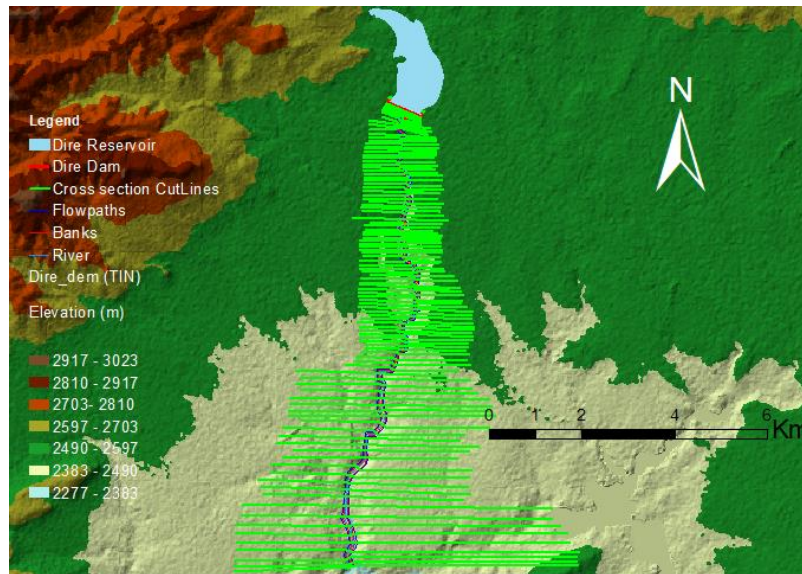 N
Legend
Dire Reservoir
Dire Dam
Cross section CutLines
Flowpaths
Banks
River
Dire_dem (TIN)
Elevation (m)
2917 - 3023
2810 - 2917
2703- 2810
2597 - 2703
2490 - 2597
2383 - 2490
2277 - 2383
0 1 2 4 6
Km